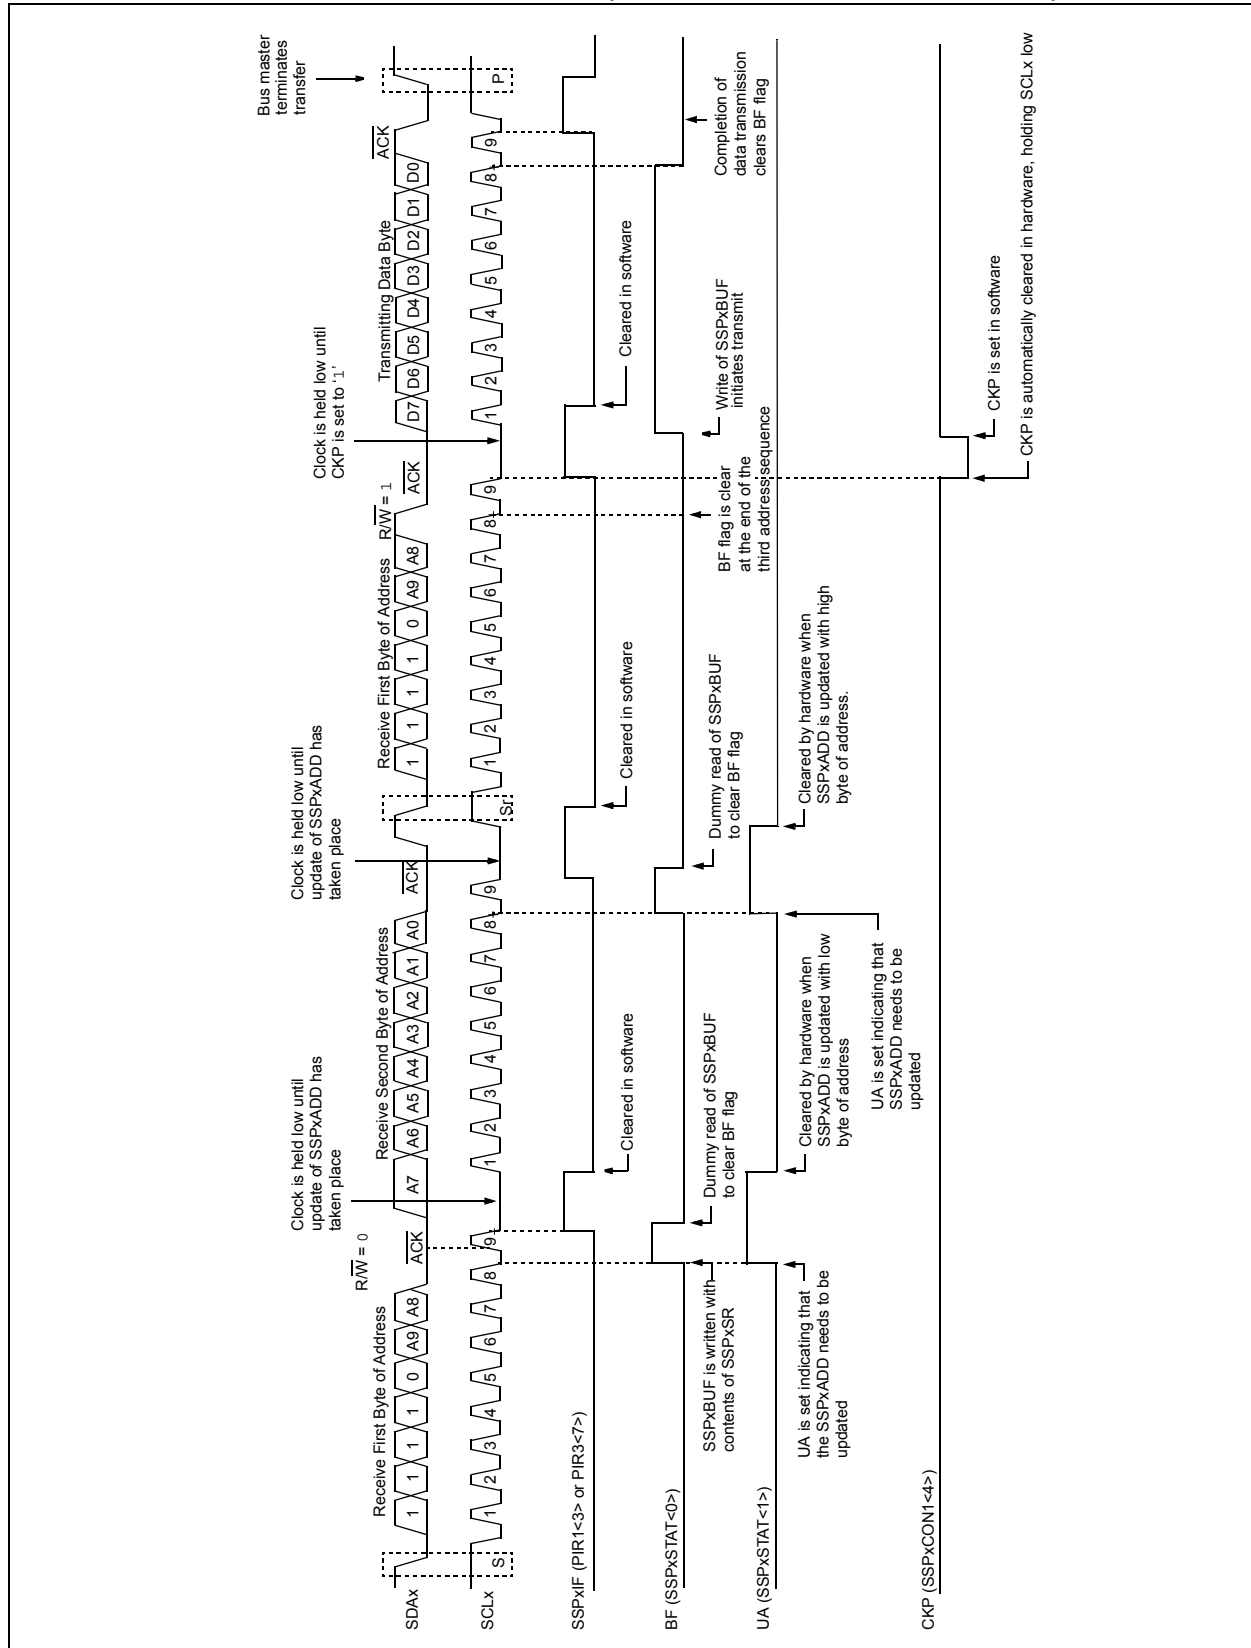 Bus master
terminates
transfer
Clock is held low until
CKP is set to ‘1’
Clock is held low until
update of SSPxADD has
taken place
Clock is held low until
update of SSPxADD has
taken place
R/W = 0
R/W = 1
Receive First Byte of Address
Receive Second Byte of Address
Receive First Byte of Address
Transmitting Data Byte
ACK
ACK
ACK
ACK
SDAx
1 1 1 1 0 A9 A8
A7 A6 A5 A4 A3 A2 A1 A0
1 1 1 1 0 A9 A8
D7 D6 D5 D4 D3 D2 D1 D0
SCLx
S 1 2 3 4 5 6 7 8 9
1 2 3 4 5 6 7 8 9
Sr 1 2 3 4 5 6 7 8 9
1 2 3 4 5 6 7 8 9 P
SSPxIF (PIR1<3> or PIR3<7>)
Cleared in software
Cleared in software
Cleared in software
BF (SSPxSTAT<0>)
SSPxBUF is written with
contents of SSPxSR
Dummy read of SSPxBUF
to clear BF flag
Dummy read of SSPxBUF
to clear BF flag
BF flag is clear
at the end of the
third address sequence
Write of SSPxBUF
initiates transmit
Completion of
data transmission
clears BF flag
UA (SSPxSTAT<1>)
UA is set indicating that
the SSPxADD needs to be
updated
Cleared by hardware when
SSPxADD is updated with low
byte of address
UA is set indicating that
SSPxADD needs to be
updated
Cleared by hardware when
SSPxADD is updated with high
byte of address.
CKP (SSPxCON1<4>)
CKP is set in software
CKP is automatically cleared in hardware, holding SCLx low